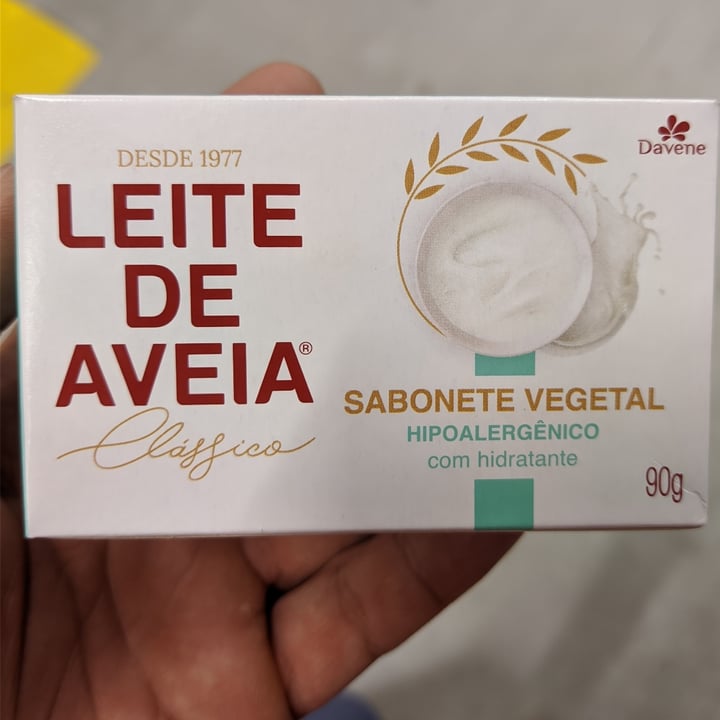 DESDE 1977
LEITE
DE
AVEIA®
Clássico
Davene
SABONETE VEGETAL
HIPOALERGÊNICO
com hidratante
90g